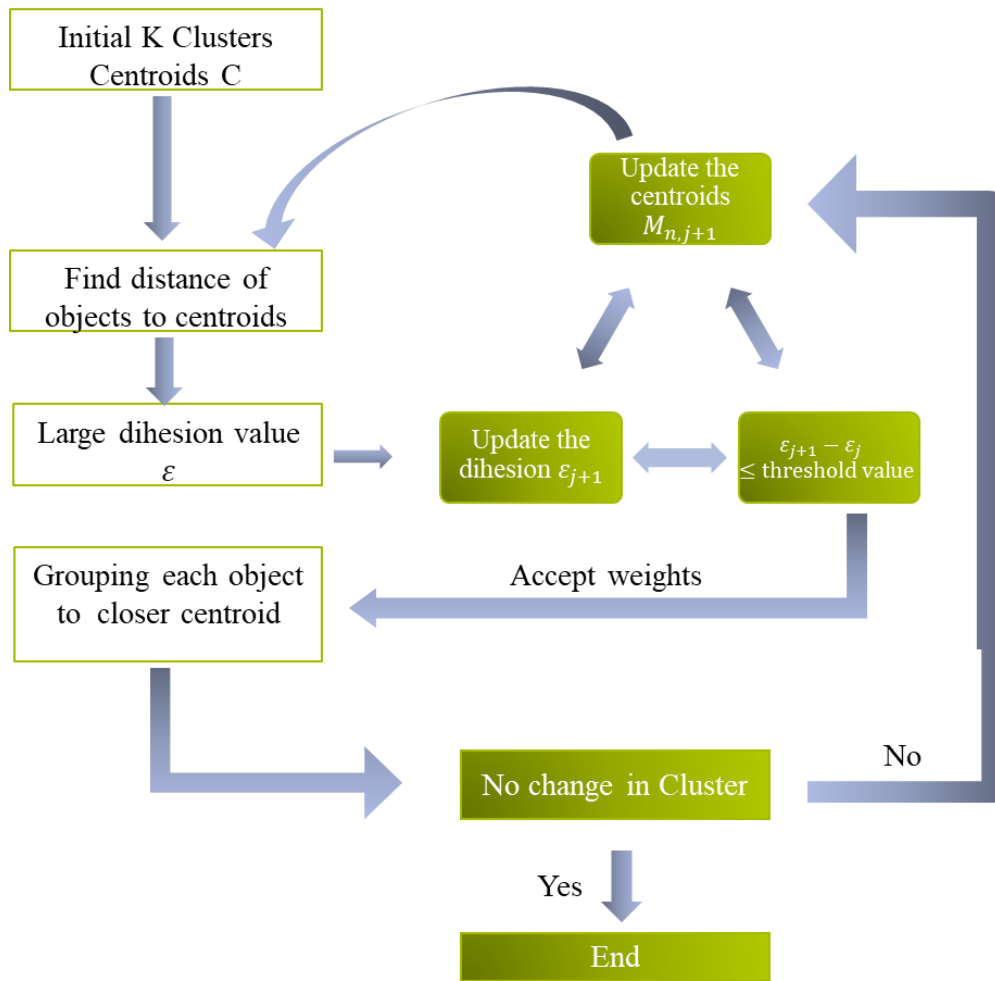 Initial K Clusters
Centroids C
Update the
centroids
M_{n,j+1}
Find distance of
objects to centroids
Large dihesion value
ε
Update the
dihesion ε_{j+1}
ε_{j+1} − ε_j
≤ threshold value
Grouping each object
to closer centroid
Accept weights
No change in Cluster
No
Yes
End